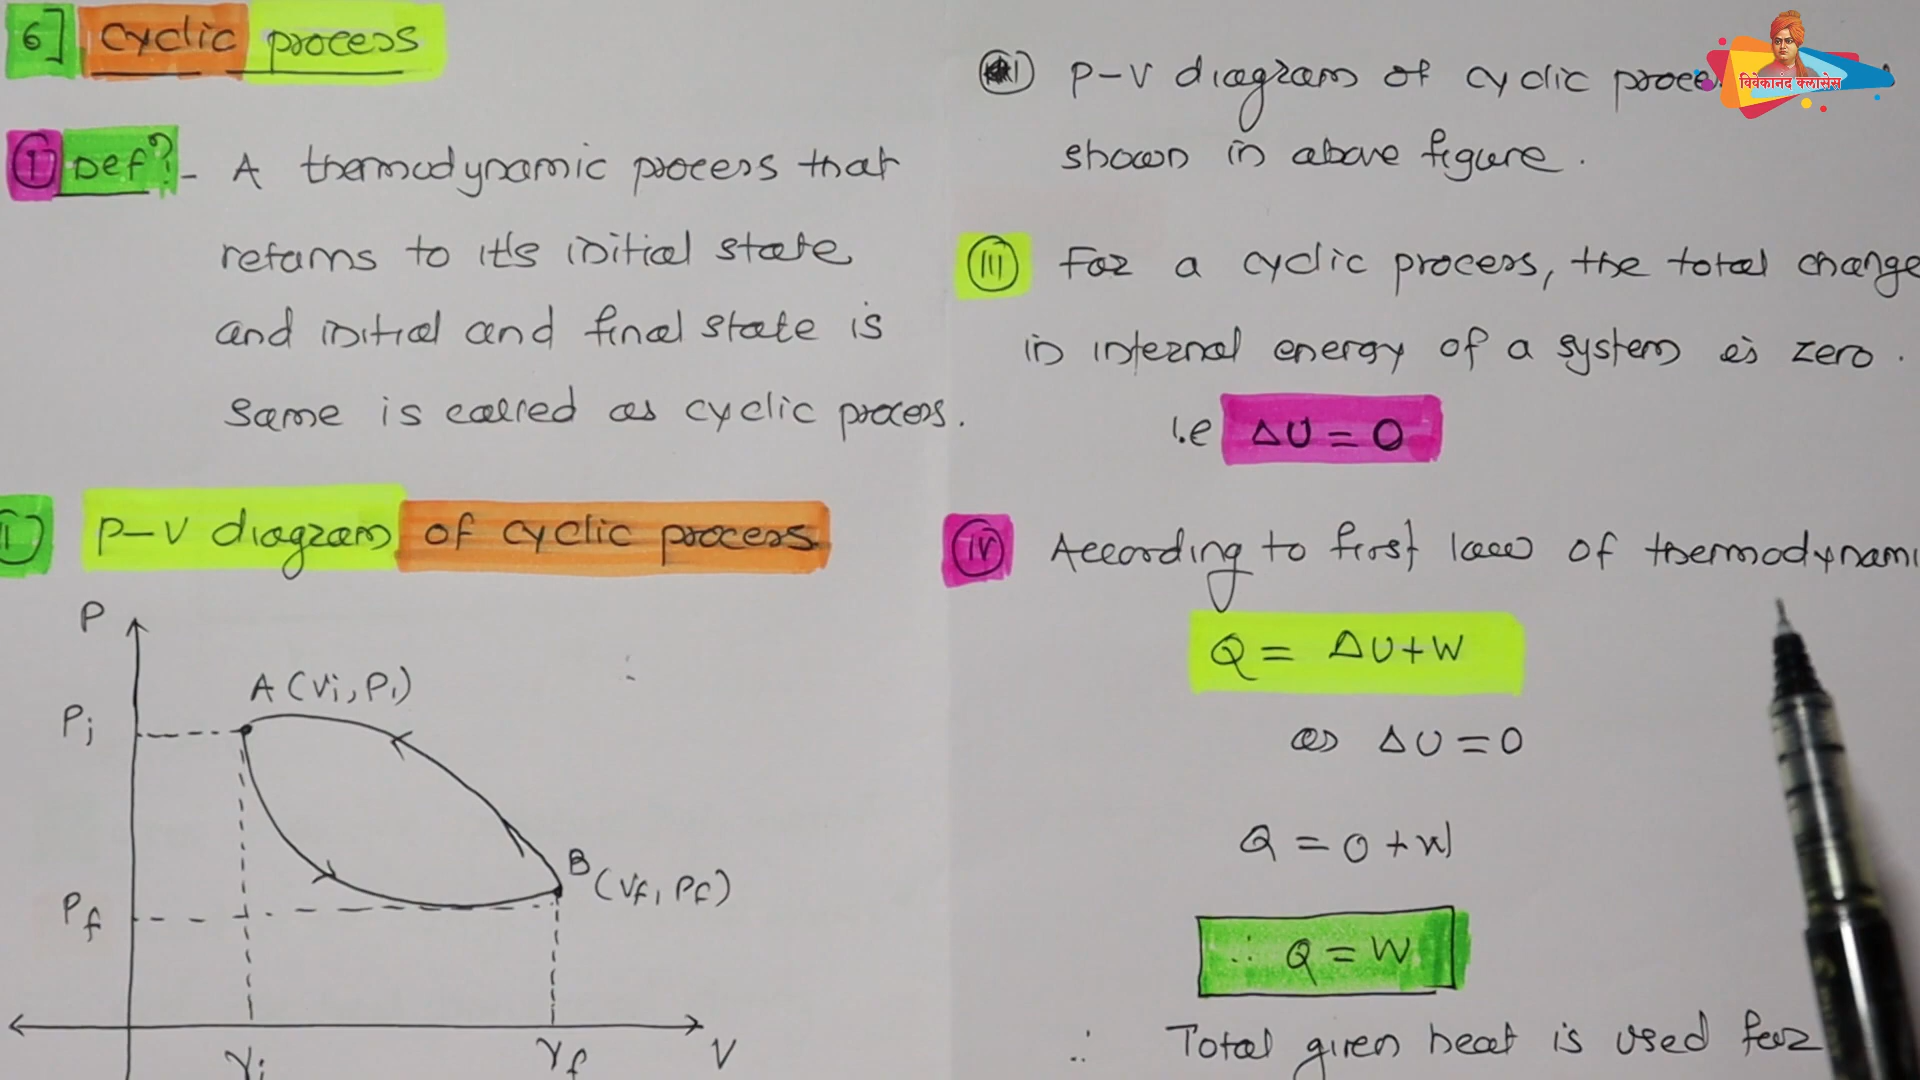 6] Cyclic process
I Defn:- A thermodynamic process that
returns to it's initial state
and initial and final state is
same is called as cyclic process.
P-V diagram of cyclic process
P
A (Vi, Pi)
Pi
B (Vf, Pf)
Pf
Vi Vf V
P-V diagram of cyclic
shown in above figure.
iii For a cyclic process, the total change
in internal energy of a system is zero.
i.e ΔU = 0
iv According to first law of thermodynami
Q = ΔU + W
as ΔU = 0
Q = 0 + W
∴ Q = W
∴ Total given heat is used for
विवेकानंद क्लासेस